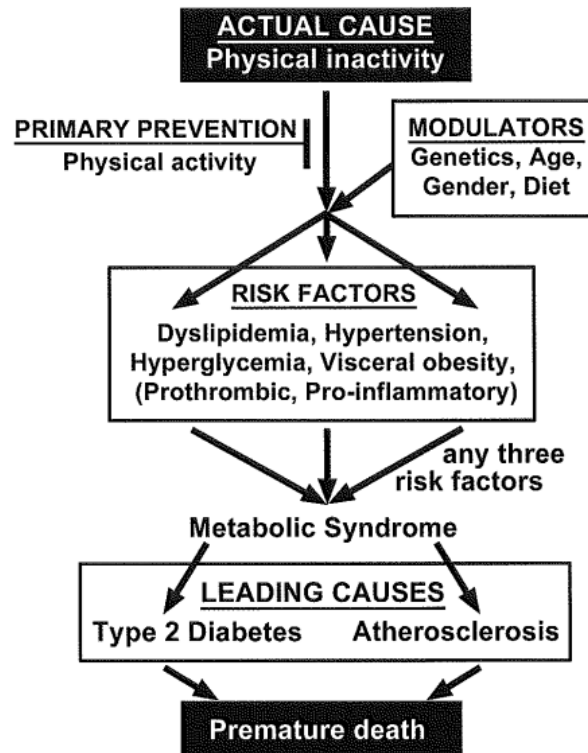 ACTUAL CAUSE
Physical inactivity
PRIMARY PREVENTION
Physical activity
MODULATORS
Genetics, Age,
Gender, Diet
RISK FACTORS
Dyslipidemia, Hypertension,
Hyperglycemia, Visceral obesity,
(Prothrombic, Pro-inflammatory)
any three
risk factors
Metabolic Syndrome
LEADING CAUSES
Type 2 Diabetes Atherosclerosis
Premature death